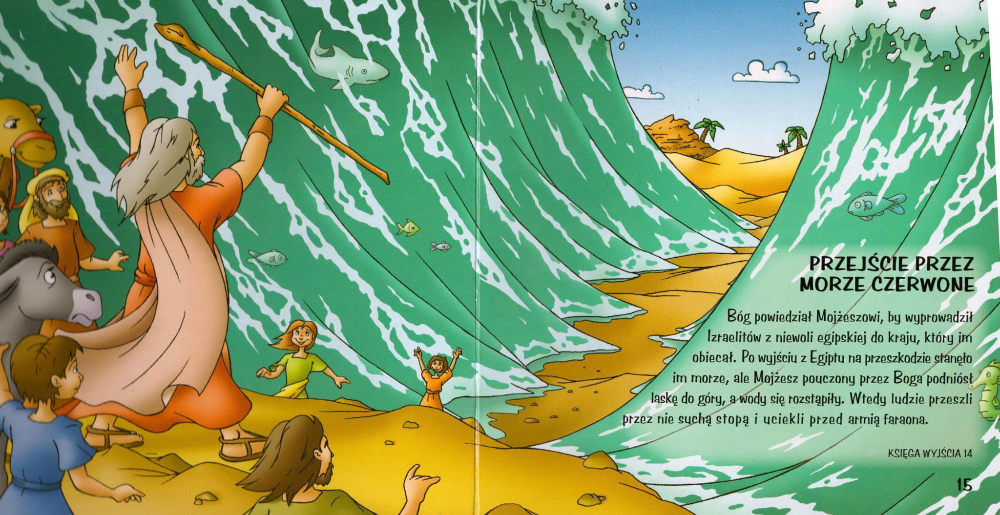 PRZEJŚCIE PRZEZ
MORZE CZERWONE
Bóg powiedział Mojżeszowi, by wyprowadził
Izraelitów z niewoli egipskiej do kraju, który im
obiecał. Po wyjściu z Egiptu na przeszkodzie stanęło
im morze, ale Mojżesz pouczony przez Boga podniósł
laskę do góry, a wody się rozstąpiły. Wtedy ludzie przeszli
przez nie suchą stopą i uciekli przed armią faraona.
KSIĘGA WYJŚCIA 14
15